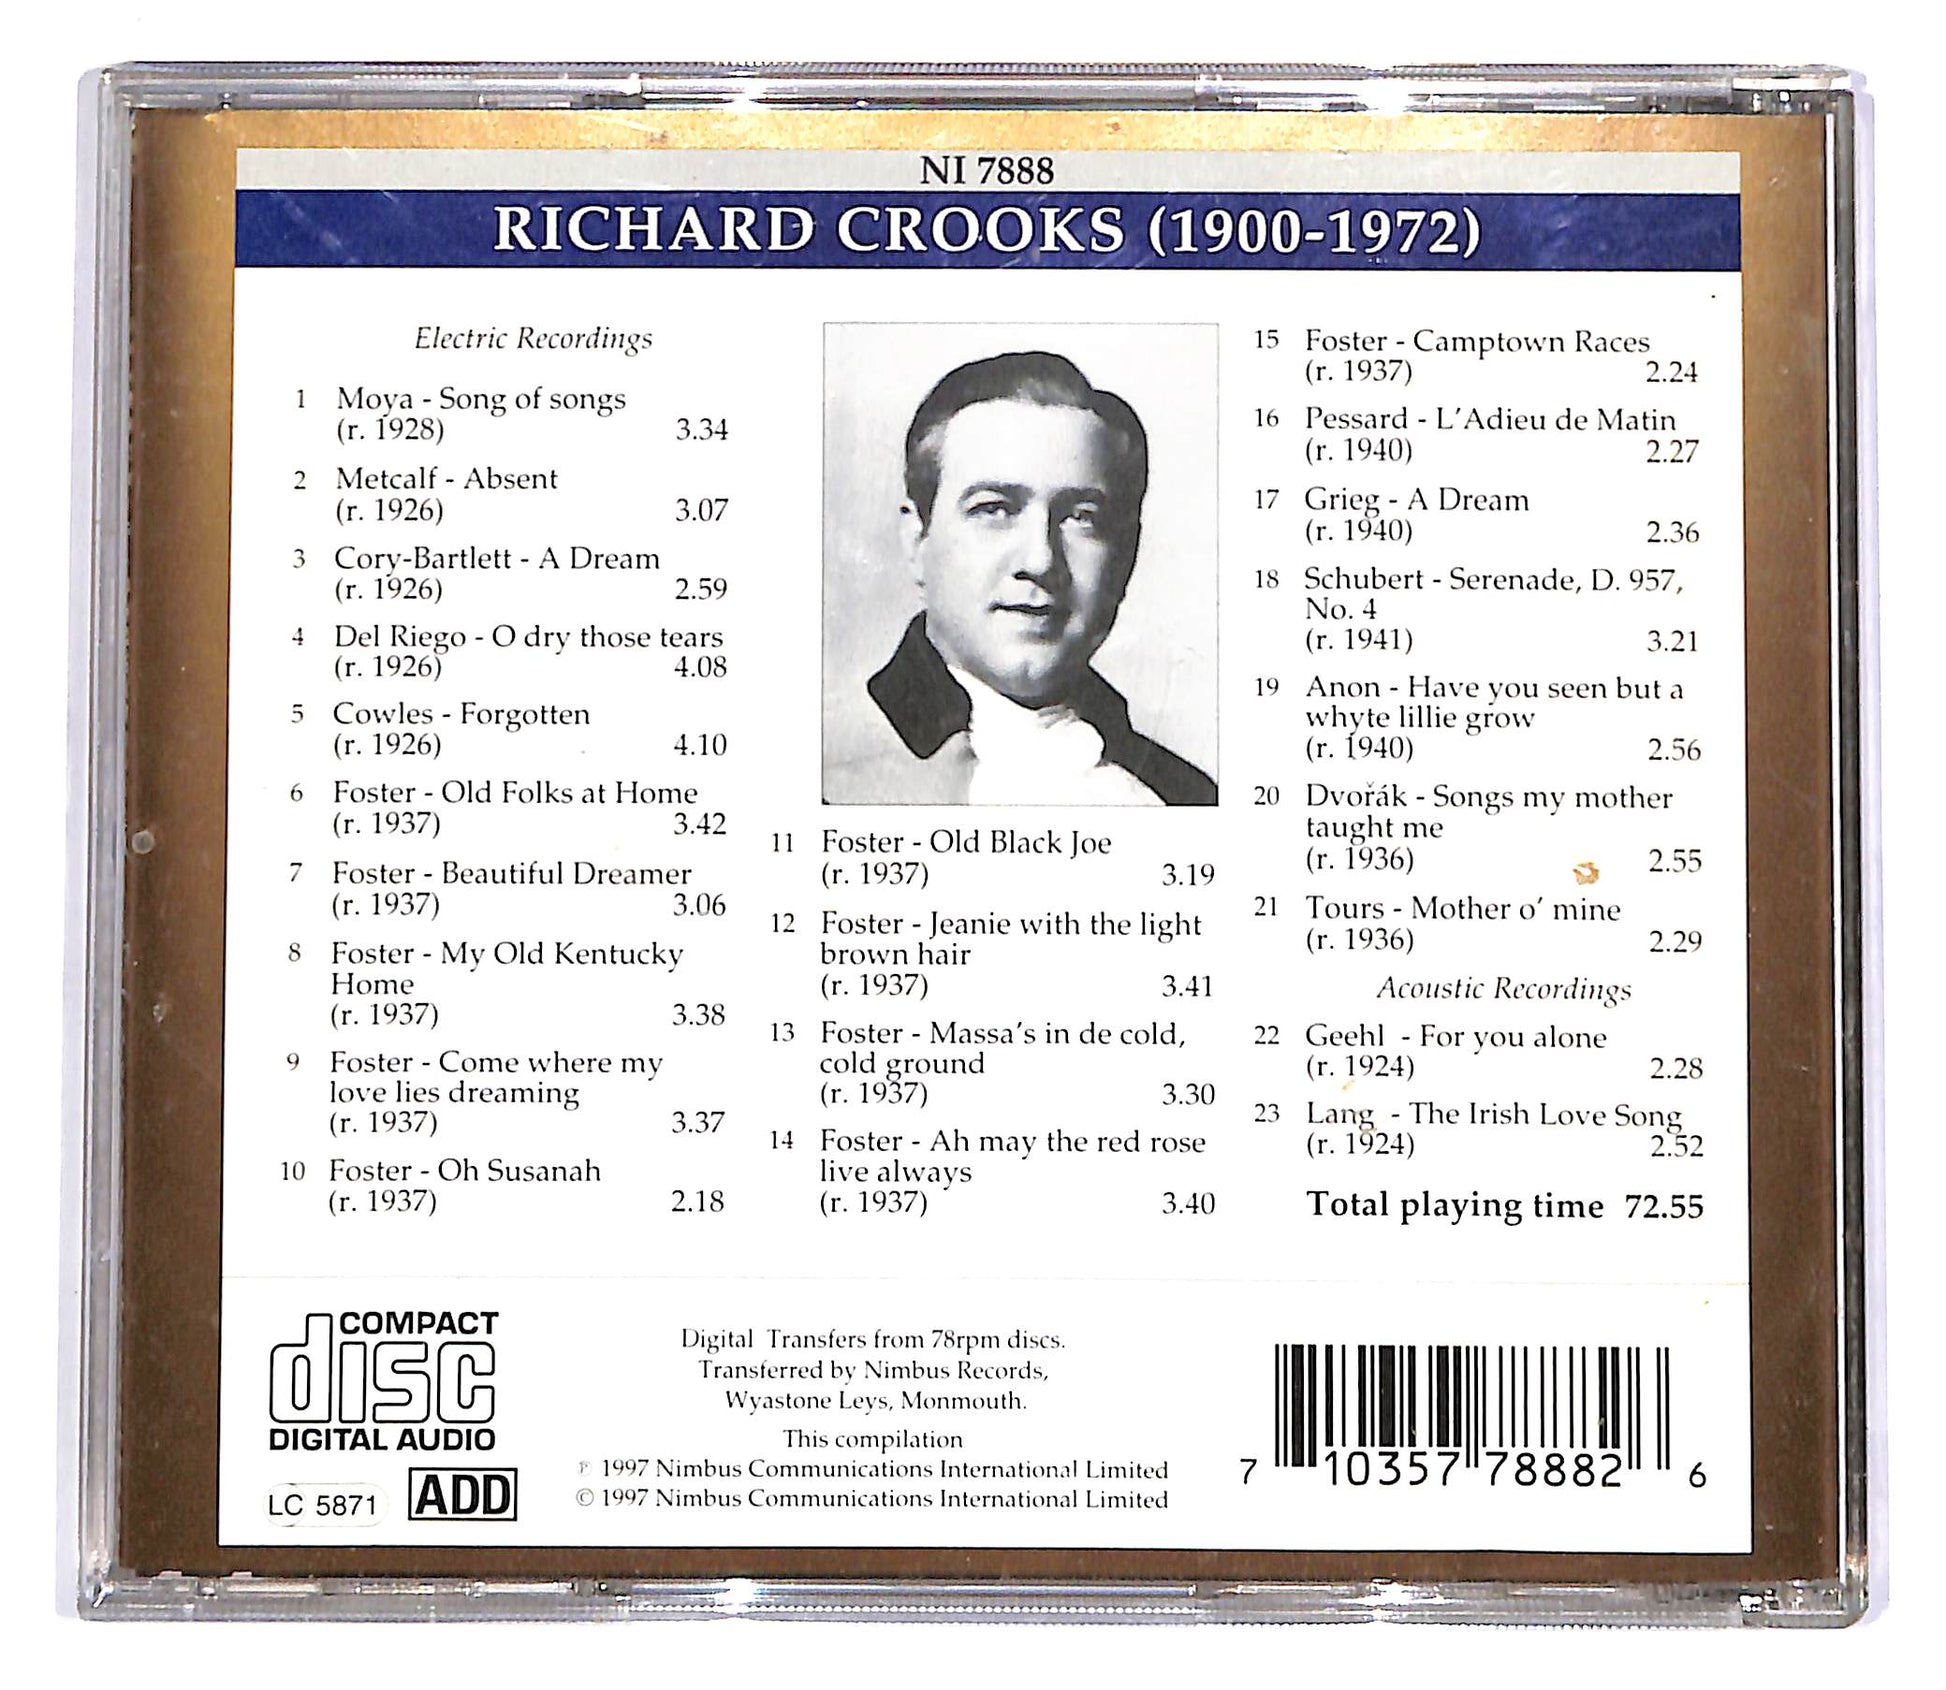 NI 7888
RICHARD CROOKS (1900-1972)
Electric Recordings
1 Moya - Song of songs
(r. 1928) 3.34
2 Metcalf - Absent
(r. 1926) 3.07
3 Cory-Bartlett - A Dream
(r. 1926) 2.59
4 Del Riego - O dry those tears
(r. 1926) 4.08
5 Cowles - Forgotten
(r. 1926) 4.10
6 Foster - Old Folks at Home
(r. 1937) 3.42
7 Foster - Beautiful Dreamer
(r. 1937) 3.06
8 Foster - My Old Kentucky
Home
(r. 1937) 3.38
9 Foster - Come where my
love lies dreaming
(r. 1937) 3.37
10 Foster - Oh Susanah
(r. 1937) 2.18
11 Foster - Old Black Joe
(r. 1937) 3.19
12 Foster - Jeanie with the light
brown hair
(r. 1937) 3.41
13 Foster - Massa's in de cold,
cold ground
(r. 1937) 3.30
14 Foster - Ah may the red rose
live always
(r. 1937) 3.40
15 Foster - Camptown Races
(r. 1937) 2.24
16 Pessard - L'Adieu de Matin
(r. 1940) 2.27
17 Grieg - A Dream
(r. 1940) 2.36
18 Schubert - Serenade, D. 957,
No. 4
(r. 1941) 3.21
19 Anon - Have you seen but a
whyte lillie grow
(r. 1940) 2.56
20 Dvořák - Songs my mother
taught me
(r. 1936) 2.55
21 Tours - Mother o' mine
(r. 1936) 2.29
Acoustic Recordings
22 Geehl - For you alone
(r. 1924) 2.28
23 Lang - The Irish Love Song
(r. 1924) 2.52
Total playing time 72.55
COMPACT
disc
DIGITAL AUDIO
LC 5871
ADD
Digital Transfers from 78rpm discs.
Transferred by Nimbus Records,
Wyastone Leys, Monmouth.
This compilation
℗ 1997 Nimbus Communications International Limited
© 1997 Nimbus Communications International Limited
7 10357 78882 6